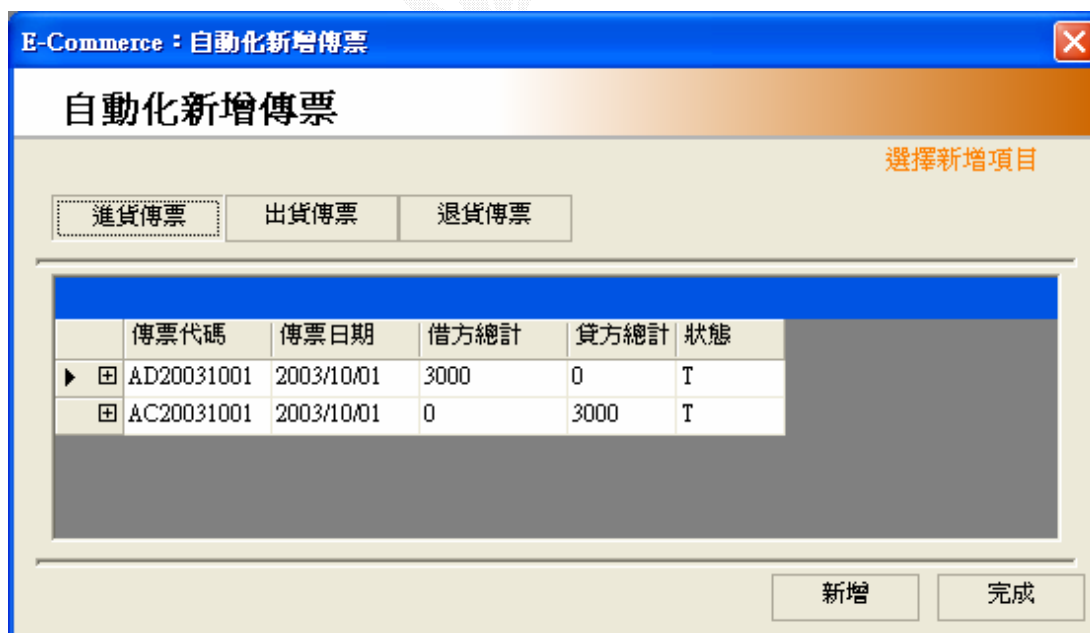 E-Commerce：自動化新增傳票
自動化新增傳票
選擇新增項目
進貨傳票 出貨傳票 退貨傳票
傳票代碼 傳票日期 借方總計 貸方總計 狀態
AD20031001 2003/10/01 3000 0 T
AC20031001 2003/10/01 0 3000 T
新增 完成